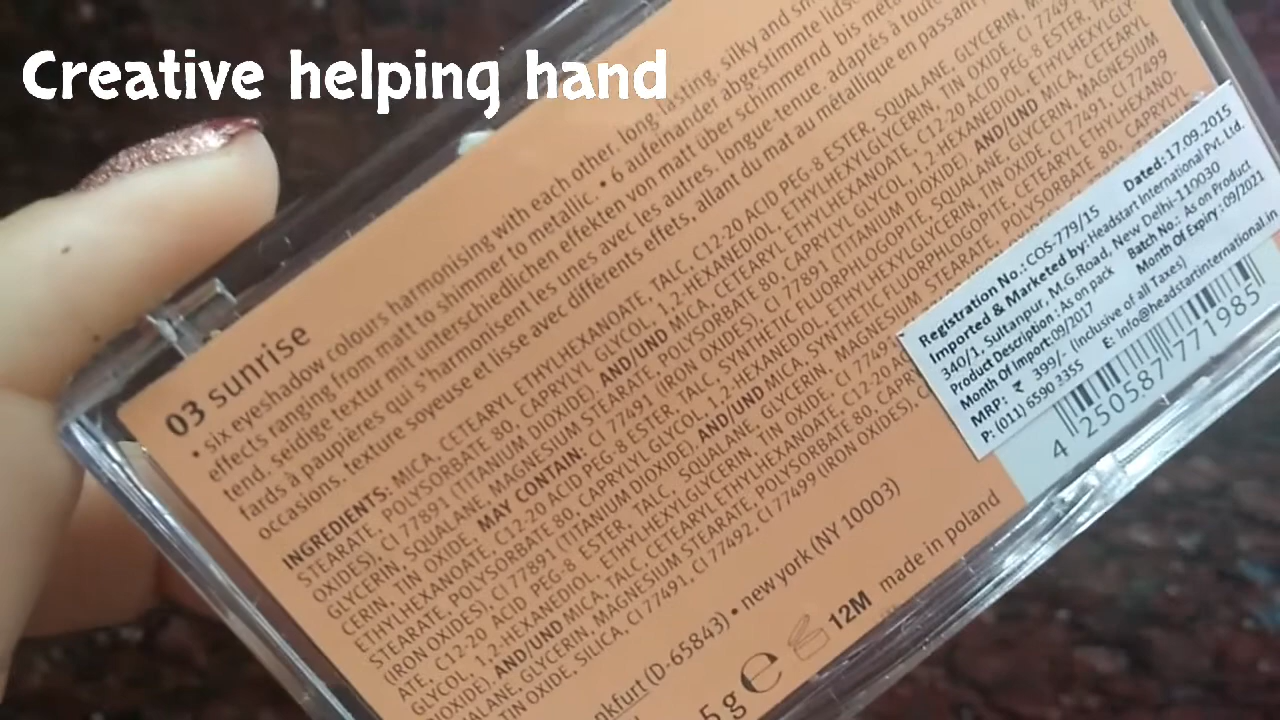 Creative helping hand
03 sunrise
• six eyeshadow colours harmonising with each other. long lasting, silky and
effects ranging from matt to shimmer to metallic. • 6 aufeinander abgestimmte
tend. seidige textur mit unterschiedlichen effekten von matt über schimmernd bis
fards à paupières qui s'harmonisent les unes avec les autres. longue-tenue. adaptés à toute
occasions. texture soyeuse et lisse avec différents effets, allant du mat au métallique en passant
INGREDIENTS: MICA, CETEARYL ETHYLHEXANOATE, TALC, C12-20 ACID PEG-8 ESTER, SQUALANE, GLYCERIN,
STEARATE, POLYSORBATE 80, CAPRYLYL GLYCOL, 1,2-HEXANEDIOL, ETHYLHEXYLGLYCERIN, TIN OXIDE, CI 77491
OXIDES), CI 77891 (TITANIUM DIOXIDE) AND/UND MICA, CETEARYL ETHYLHEXANOATE, C12-20 ACID PEG-8 ESTER,
GLYCERIN, SQUALANE, MAGNESIUM STEARATE, POLYSORBATE 80, CAPRYLYL GLYCOL, 1,2-HEXANEDIOL, ETHYLHEXYLGLY-
CERIN, TIN OXIDE, MAY CONTAIN: CI 77491 (IRON OXIDES), CI 77891 (TITANIUM DIOXIDE). AND/UND MICA, CETEARYL
ETHYLHEXANOATE, C12-20 ACID PEG-8 ESTER, TALC, SYNTHETIC FLUORPHLOGOPITE, SQUALANE, GLYCERIN, MAGNESIUM
STEARATE, POLYSORBATE 80, CAPRYLYL GLYCOL, 1,2-HEXANEDIOL, ETHYLHEXYLGLYCERIN, TIN OXIDE, CI 77491, CI 77499
(IRON OXIDES), CI 77891 (TITANIUM DIOXIDE). AND/UND MICA, SYNTHETIC FLUORPHLOGOPITE, CETEARYL ETHYLHEXANO-
ATE, C12-20 ACID PEG-8 ESTER, TALC, SQUALANE, GLYCERIN, MAGNESIUM STEARATE, POLYSORBATE 80, CAPRYLYL
GLYCOL, 1,2-HEXANEDIOL, ETHYLHEXYLGLYCERIN, TIN OXIDE, CI
OXIDE) AND/UND MICA, TALC, CETEARYL ETHYLHEXANOATE, C12-20
ALANE, GLYCERIN, MAGNESIUM STEARATE, POLYSORBATE 80,
TIN OXIDE, SILICA, CI 77491, CI 77492, CI 77499 (IRON OXIDES),
nkfurt (D-65843) • new york (NY 10003)
5 g e 12M made in poland
Dated: 17.09.2015
Registration No.: COS-779/15
Imported & Marketed by: Headstart International Pvt. Ltd.
340/1, Sultanpur, M.G.Road, New Delhi-110030
Product Description : As on pack Batch No.: As on Product
Month Of Import:09/2017 Month Of Expiry : 09/2021
MRP: ₹ 399/- (Inclusive of all Taxes)
P: (011) 6590 3355 E: Info@headstartinternational.in
4 250587 771985